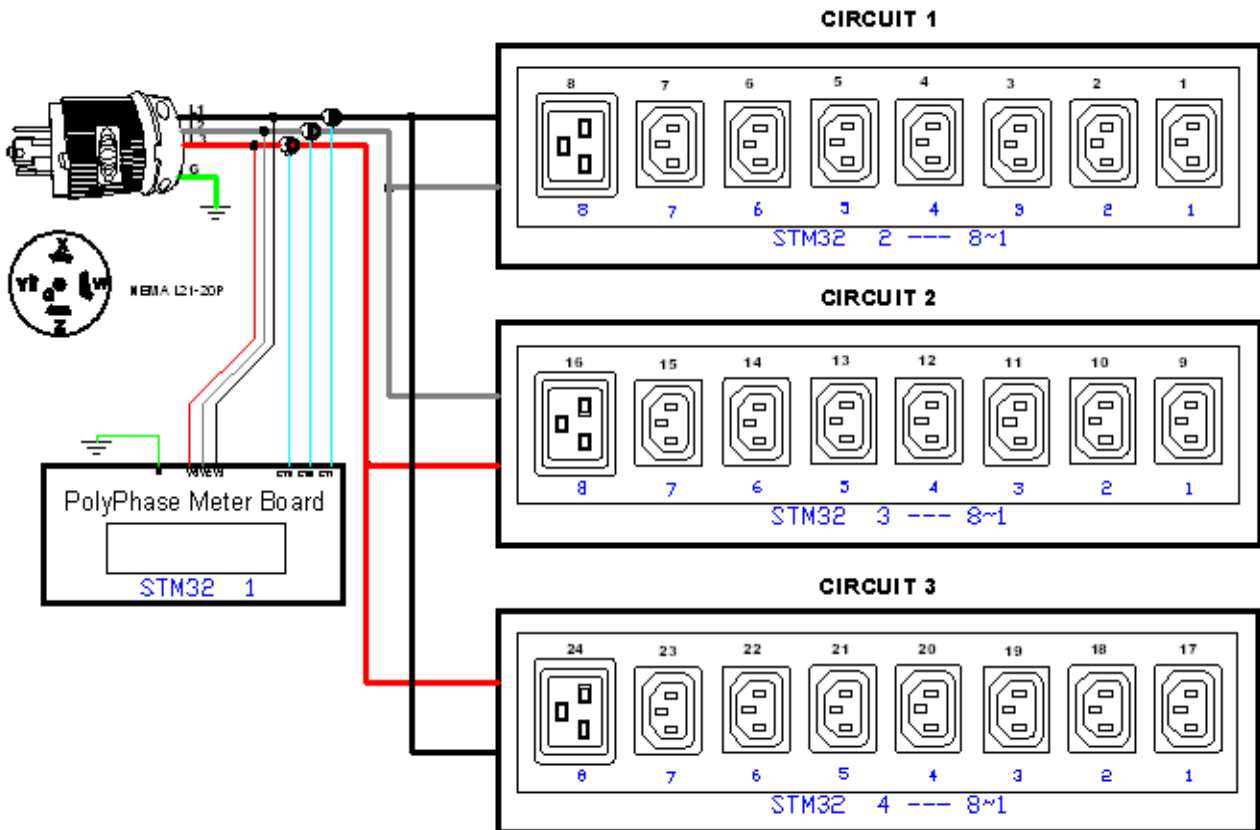 CIRCUIT 1
8 7 6 5 4 3 2 1
8 7 6 5 4 3 2 1
STM32 2 --- 8~1
L1
G
X
Y
W
G
Z
NEMA L21-20P
CIRCUIT 2
16 15 14 13 12 11 10 9
8 7 6 5 4 3 2 1
STM32 3 --- 8~1
PolyPhase Meter Board
STM32 1
CIRCUIT 3
24 23 22 21 20 19 18 17
8 7 6 5 4 3 2 1
STM32 4 --- 8~1